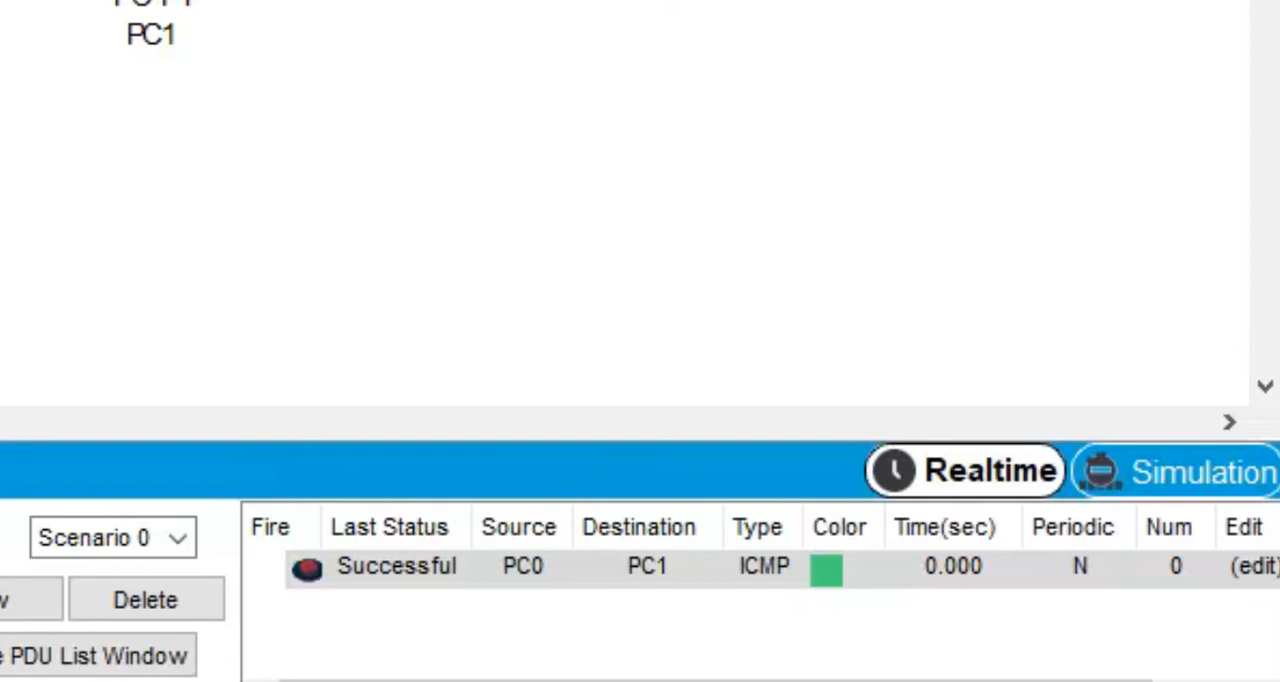 PC1
Realtime
Simulation
Scenario 0
Fire Last Status Source Destination Type Color Time(sec) Periodic Num Edit
Successful PC0 PC1 ICMP 0.000 N 0 (edit)
Delete
PDU List Window